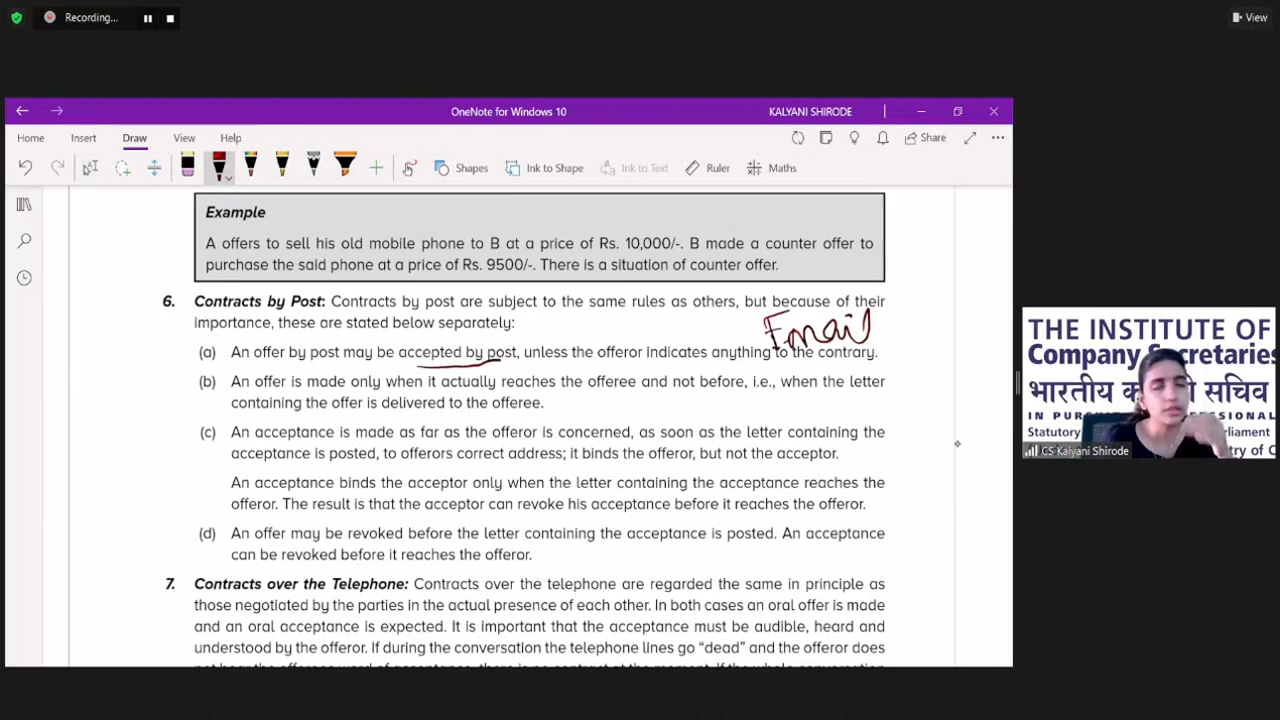 Recording...
View
OneNote for Windows 10
KALYANI SHIRODE
Home
Insert
Draw
View
Help
Share
Shapes
Ink to Shape
Ink to Text
Ruler
Maths
Example
A offers to sell his old mobile phone to B at a price of Rs. 10,000/-. B made a counter offer to
purchase the said phone at a price of Rs. 9500/-. There is a situation of counter offer.
6. Contracts by Post: Contracts by post are subject to the same rules as others, but because of their
importance, these are stated below separately:
Email
(a) An offer by post may be accepted by post, unless the offeror indicates anything to the contrary.
(b) An offer is made only when it actually reaches the offeree and not before, i.e., when the letter
containing the offer is delivered to the offeree.
(c) An acceptance is made as far as the offeror is concerned, as soon as the letter containing the
acceptance is posted, to offerors correct address; it binds the offeror, but not the acceptor.
An acceptance binds the acceptor only when the letter containing the acceptance reaches the
offeror. The result is that the acceptor can revoke his acceptance before it reaches the offeror.
(d) An offer may be revoked before the letter containing the acceptance is posted. An acceptance
can be revoked before it reaches the offeror.
7. Contracts over the Telephone: Contracts over the telephone are regarded the same in principle as
those negotiated by the parties in the actual presence of each other. In both cases an oral offer is made
and an oral acceptance is expected. It is important that the acceptance must be audible, heard and
understood by the offeror. If during the conversation the telephone lines go "dead" and the offeror does
THE INSTITUTE OF
Company Secretaries
भारतीय सचिव
IN
Statutory
CS Kalyani Shirode